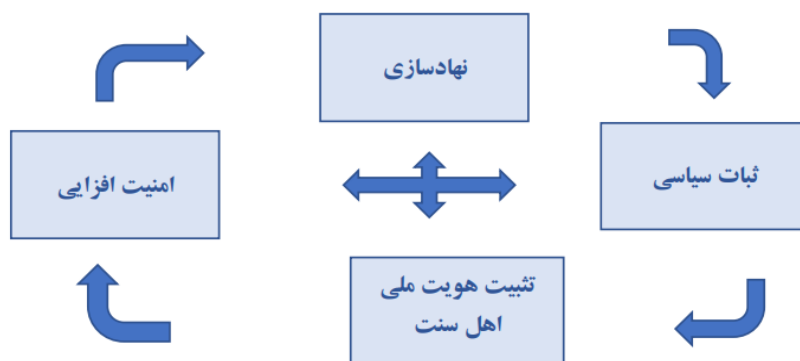 نهادسازی
ثبات سیاسی
امنیت افزایی
تثبیت هویت ملی
اهل سنت